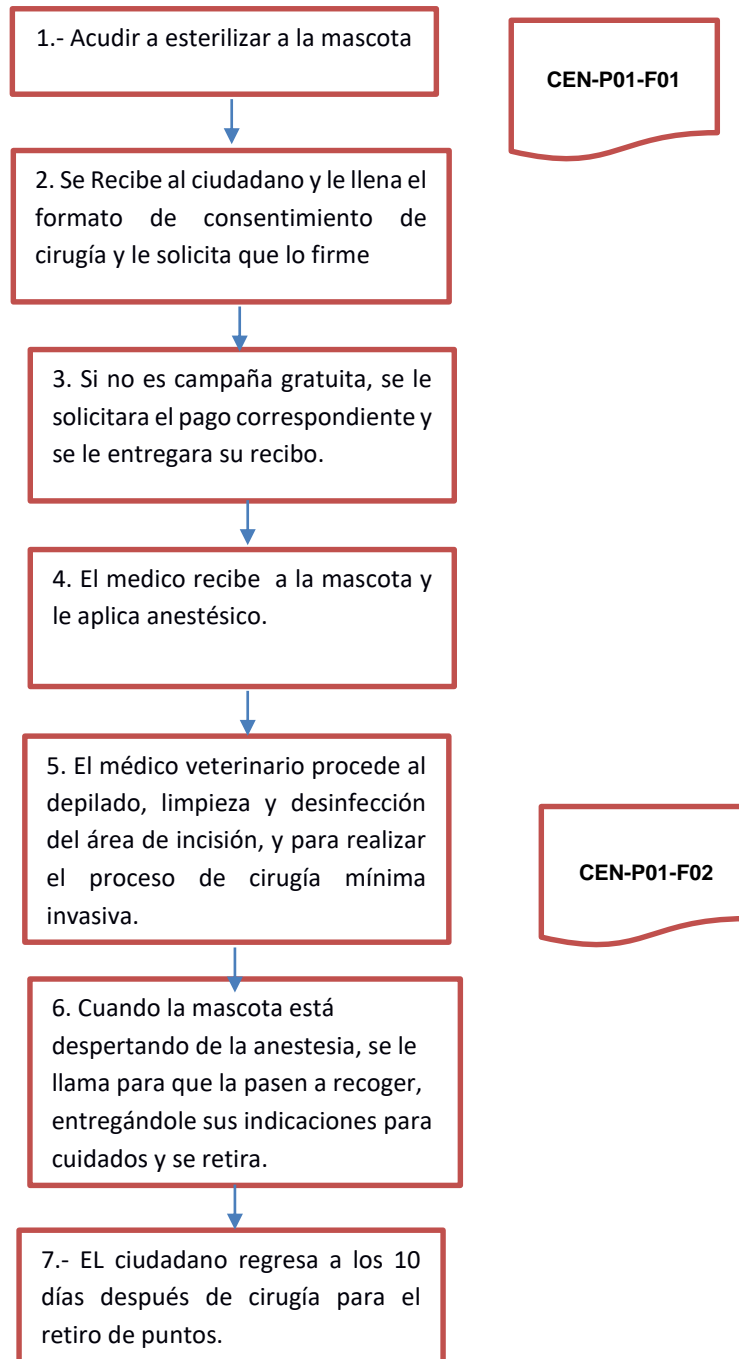 1.- Acudir a esterilizar a la mascota
CEN-P01-F01
2. Se Recibe al ciudadano y le llena el
formato de consentimiento de
cirugía y le solicita que lo firme
3. Si no es campaña gratuita, se le
solicitara el pago correspondiente y
se le entregara su recibo.
4. El medico recibe a la mascota y
le aplica anestésico.
5. El médico veterinario procede al
depilado, limpieza y desinfección
del área de incisión, y para realizar
el proceso de cirugía mínima
invasiva.
CEN-P01-F02
6. Cuando la mascota está
despertando de la anestesia, se le
llama para que la pasen a recoger,
entregándole sus indicaciones para
cuidados y se retira.
7.- EL ciudadano regresa a los 10
días después de cirugía para el
retiro de puntos.